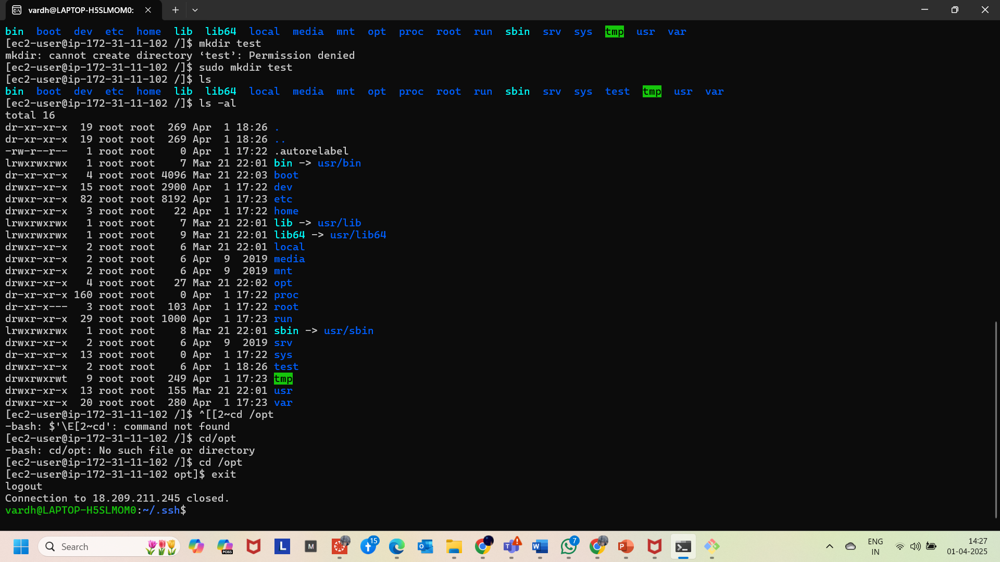 vardh@LAPTOP-H5SLMOM0:
bin  boot  dev  etc  home  lib  lib64  local  media  mnt  opt  proc  root  run  sbin  srv  sys  tmp  usr  var
[ec2-user@ip-172-31-11-102 /]$ mkdir test
mkdir: cannot create directory ‘test’: Permission denied
[ec2-user@ip-172-31-11-102 /]$ sudo mkdir test
[ec2-user@ip-172-31-11-102 /]$ ls
bin  boot  dev  etc  home  lib  lib64  local  media  mnt  opt  proc  root  run  sbin  srv  sys  test  tmp  usr  var
[ec2-user@ip-172-31-11-102 /]$ ls -al
total 16
dr-xr-xr-x  19 root root  269 Apr  1 18:26 .
dr-xr-xr-x  19 root root  269 Apr  1 18:26 ..
-rw-r--r--   1 root root    0 Apr  1 17:22 .autorelabel
lrwxrwxrwx   1 root root    7 Mar 21 22:01 bin -> usr/bin
dr-xr-xr-x   4 root root 4096 Mar 21 22:03 boot
drwxr-xr-x  15 root root 2900 Apr  1 17:22 dev
drwxr-xr-x  82 root root 8192 Apr  1 17:23 etc
drwxr-xr-x   3 root root   22 Apr  1 17:22 home
lrwxrwxrwx   1 root root    7 Mar 21 22:01 lib -> usr/lib
lrwxrwxrwx   1 root root    9 Mar 21 22:01 lib64 -> usr/lib64
drwxr-xr-x   2 root root    6 Mar 21 22:01 local
drwxr-xr-x   2 root root    6 Apr  9  2019 media
drwxr-xr-x   2 root root    6 Apr  9  2019 mnt
drwxr-xr-x   4 root root   27 Mar 21 22:02 opt
dr-xr-xr-x 160 root root    0 Apr  1 17:22 proc
dr-xr-x---   3 root root  103 Apr  1 17:22 root
drwxr-xr-x  29 root root 1000 Apr  1 17:23 run
lrwxrwxrwx   1 root root    8 Mar 21 22:01 sbin -> usr/sbin
drwxr-xr-x   2 root root    6 Apr  9  2019 srv
dr-xr-xr-x  13 root root    0 Apr  1 17:22 sys
drwxr-xr-x   2 root root    6 Apr  1 18:26 test
drwxrwxrwt   9 root root  249 Apr  1 17:23 tmp
drwxr-xr-x  13 root root  155 Mar 21 22:01 usr
drwxr-xr-x  20 root root  280 Apr  1 17:23 var
[ec2-user@ip-172-31-11-102 /]$ ^[[2~cd /opt
-bash: $'\E[2~cd': command not found
[ec2-user@ip-172-31-11-102 /]$ cd/opt
-bash: cd/opt: No such file or directory
[ec2-user@ip-172-31-11-102 /]$ cd /opt
[ec2-user@ip-172-31-11-102 opt]$ exit
logout
Connection to 18.209.211.245 closed.
vardh@LAPTOP-H5SLMOM0:~/.ssh$
Search
M365
L
M
15
7
ENG
IN
14:27
01-04-2025